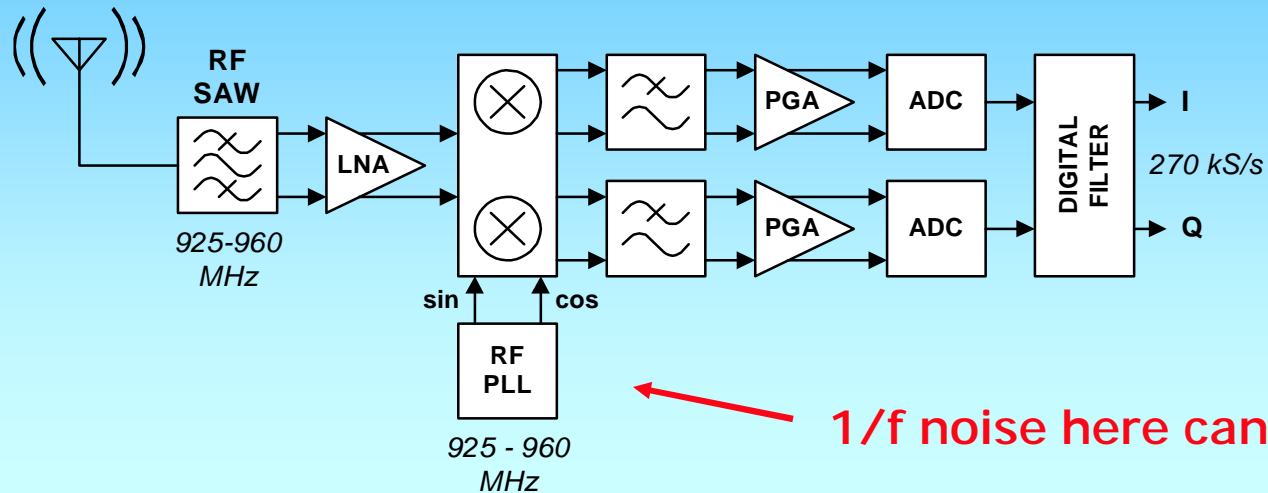 RF
SAW
925-960
MHz
LNA
sin
cos
RF
PLL
925 - 960
MHz
PGA
ADC
PGA
ADC
DIGITAL
FILTER
I
270 kS/s
Q
1/f noise here can